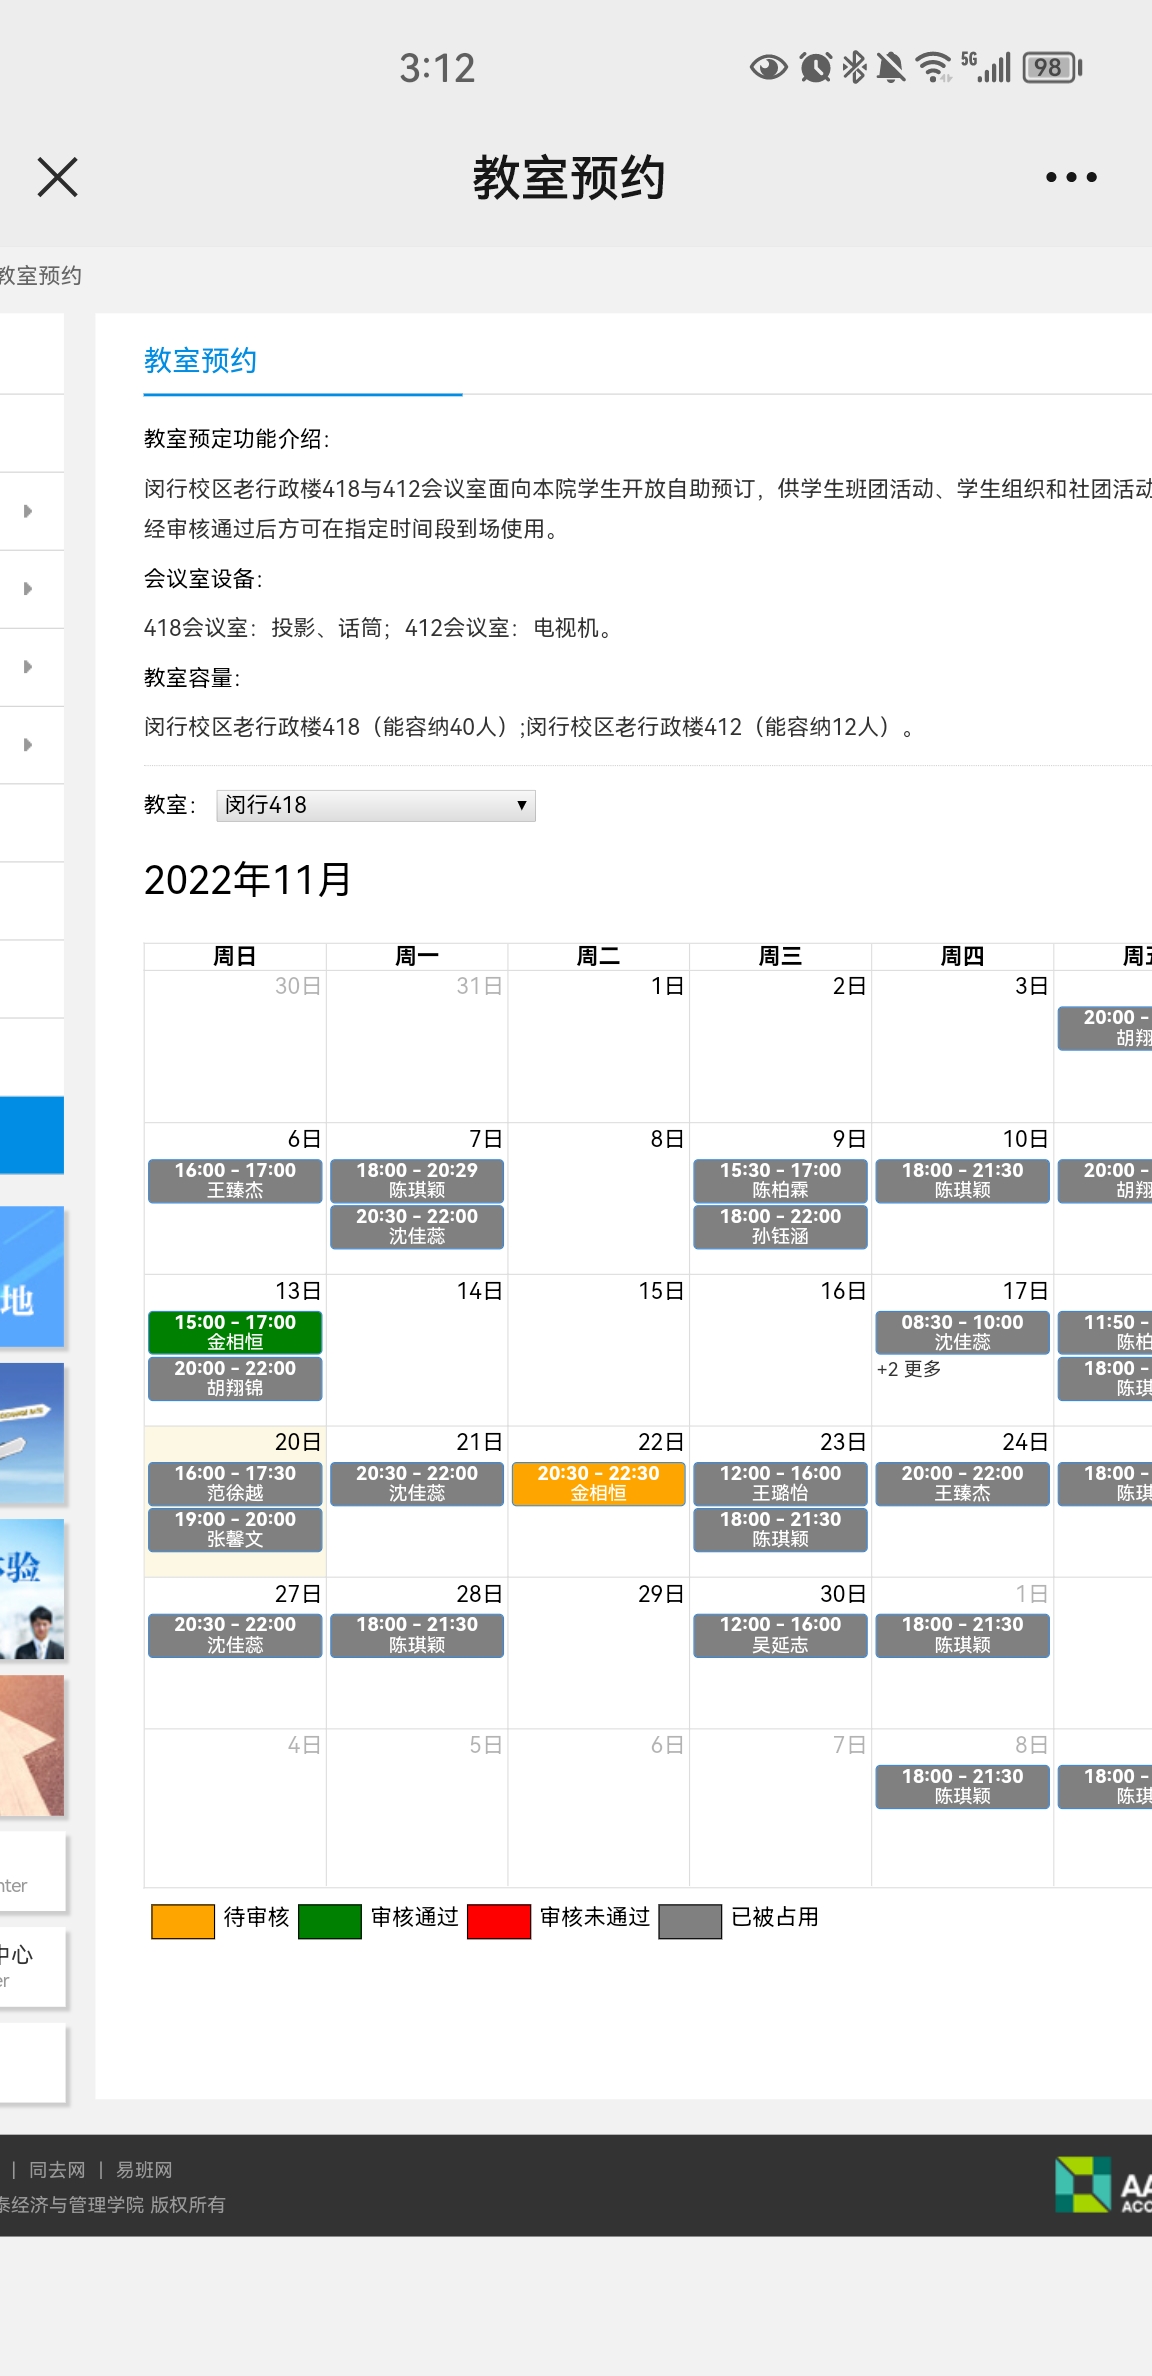 3:12
5G
98
教室预约
教室预约
教室预约
教室预定功能介绍:
闵行校区老行政楼418与412会议室面向本院学生开放自助预订，供学生班团活动、学生组织和社团活动
经审核通过后方可在指定时间段到场使用。
会议室设备:
418会议室：投影、话筒；412会议室：电视机。
教室容量:
闵行校区老行政楼418（能容纳40人）;闵行校区老行政楼412（能容纳12人）。
教室： 闵行418
2022年11月
周日 周一 周二 周三 周四 周五
30日 31日 1日 2日 3日
20:00 -
胡翔
6日 7日 8日 9日 10日
16:00 - 17:00 18:00 - 20:29 15:30 - 17:00 18:00 - 21:30 20:00 -
王臻杰 陈琪颖 陈柏霖 陈琪颖 胡翔
20:30 - 22:00 18:00 - 22:00
沈佳蕊 孙钰涵
13日 14日 15日 16日 17日
15:00 - 17:00 08:30 - 10:00 11:50 -
金相恒 沈佳蕊 陈柏
20:00 - 22:00 +2 更多 18:00 -
胡翔锦 陈琪
20日 21日 22日 23日 24日
16:00 - 17:30 20:30 - 22:00 20:30 - 22:30 12:00 - 16:00 20:00 - 22:00 18:00 -
范徐越 沈佳蕊 金相恒 王璐怡 王臻杰 陈琪
19:00 - 20:00 18:00 - 21:30
张馨文 陈琪颖
27日 28日 29日 30日 1日
20:30 - 22:00 18:00 - 21:30 12:00 - 16:00 18:00 - 21:30
沈佳蕊 陈琪颖 吴延志 陈琪颖
4日 5日 6日 7日 8日
18:00 - 21:30 18:00 -
陈琪颖 陈琪
待审核 审核通过 审核未通过 已被占用
地
验
nter
中心
er
| 同去网 | 易班网
泰经济与管理学院 版权所有
AA
ACC